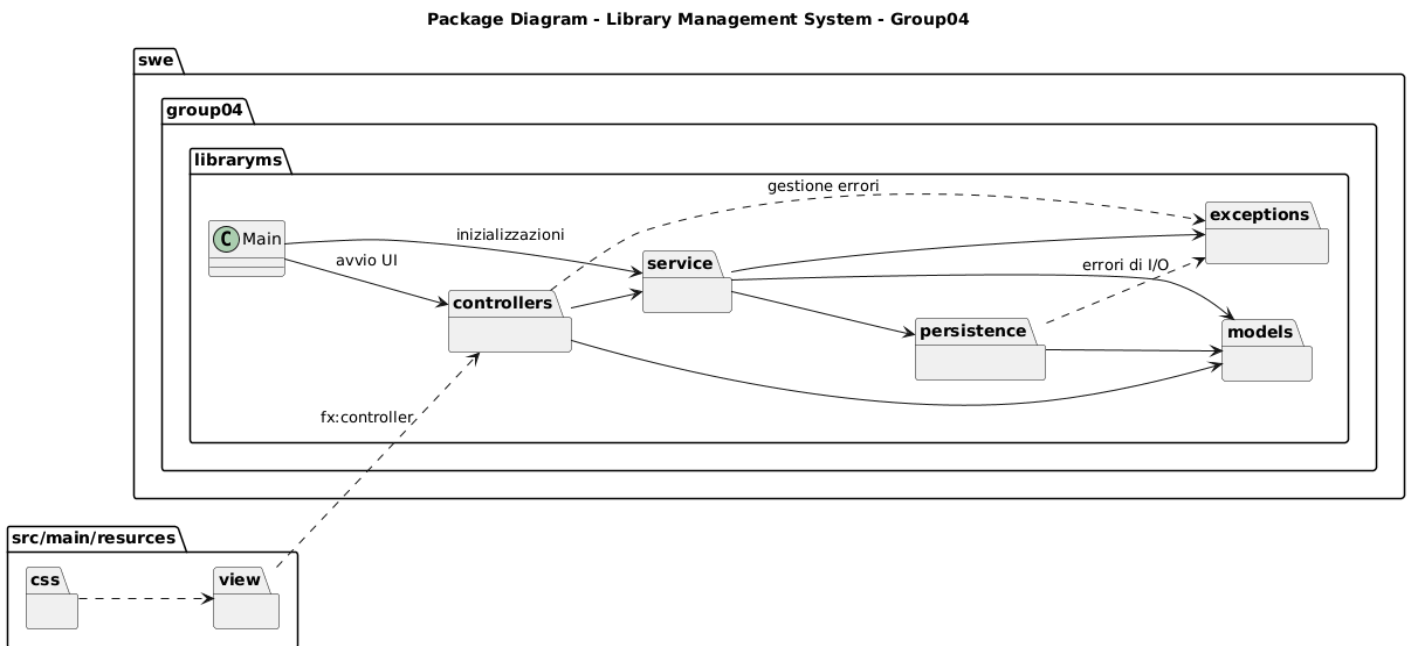 Package Diagram - Library Management System - Group04
swe
group04
libraryms
gestione errori
exceptions
C Main
inizializzazioni
service
avvio UI
errori di I/O
controllers
persistence
models
fx:controller
src/main/resurces
css
view